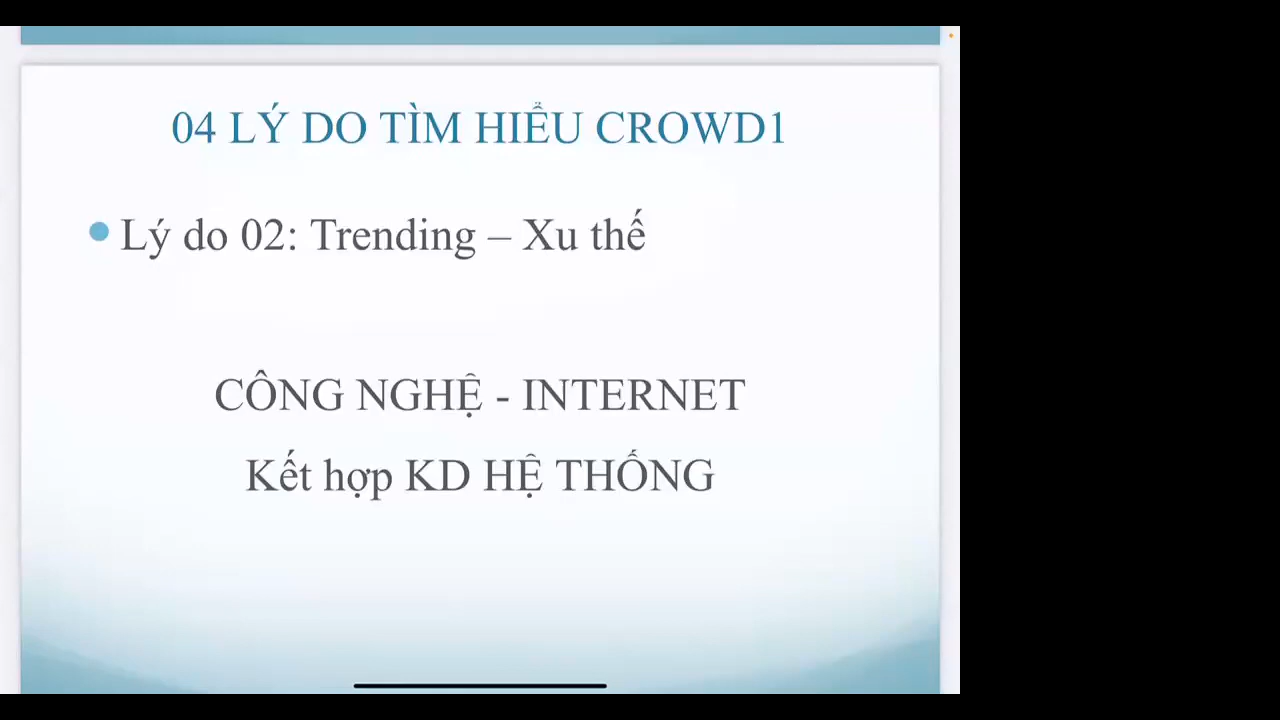 04 LÝ DO TÌM HIỂU CROWD1
Lý do 02: Trending – Xu thế
CÔNG NGHỆ - INTERNET
Kết hợp KD HỆ THỐNG